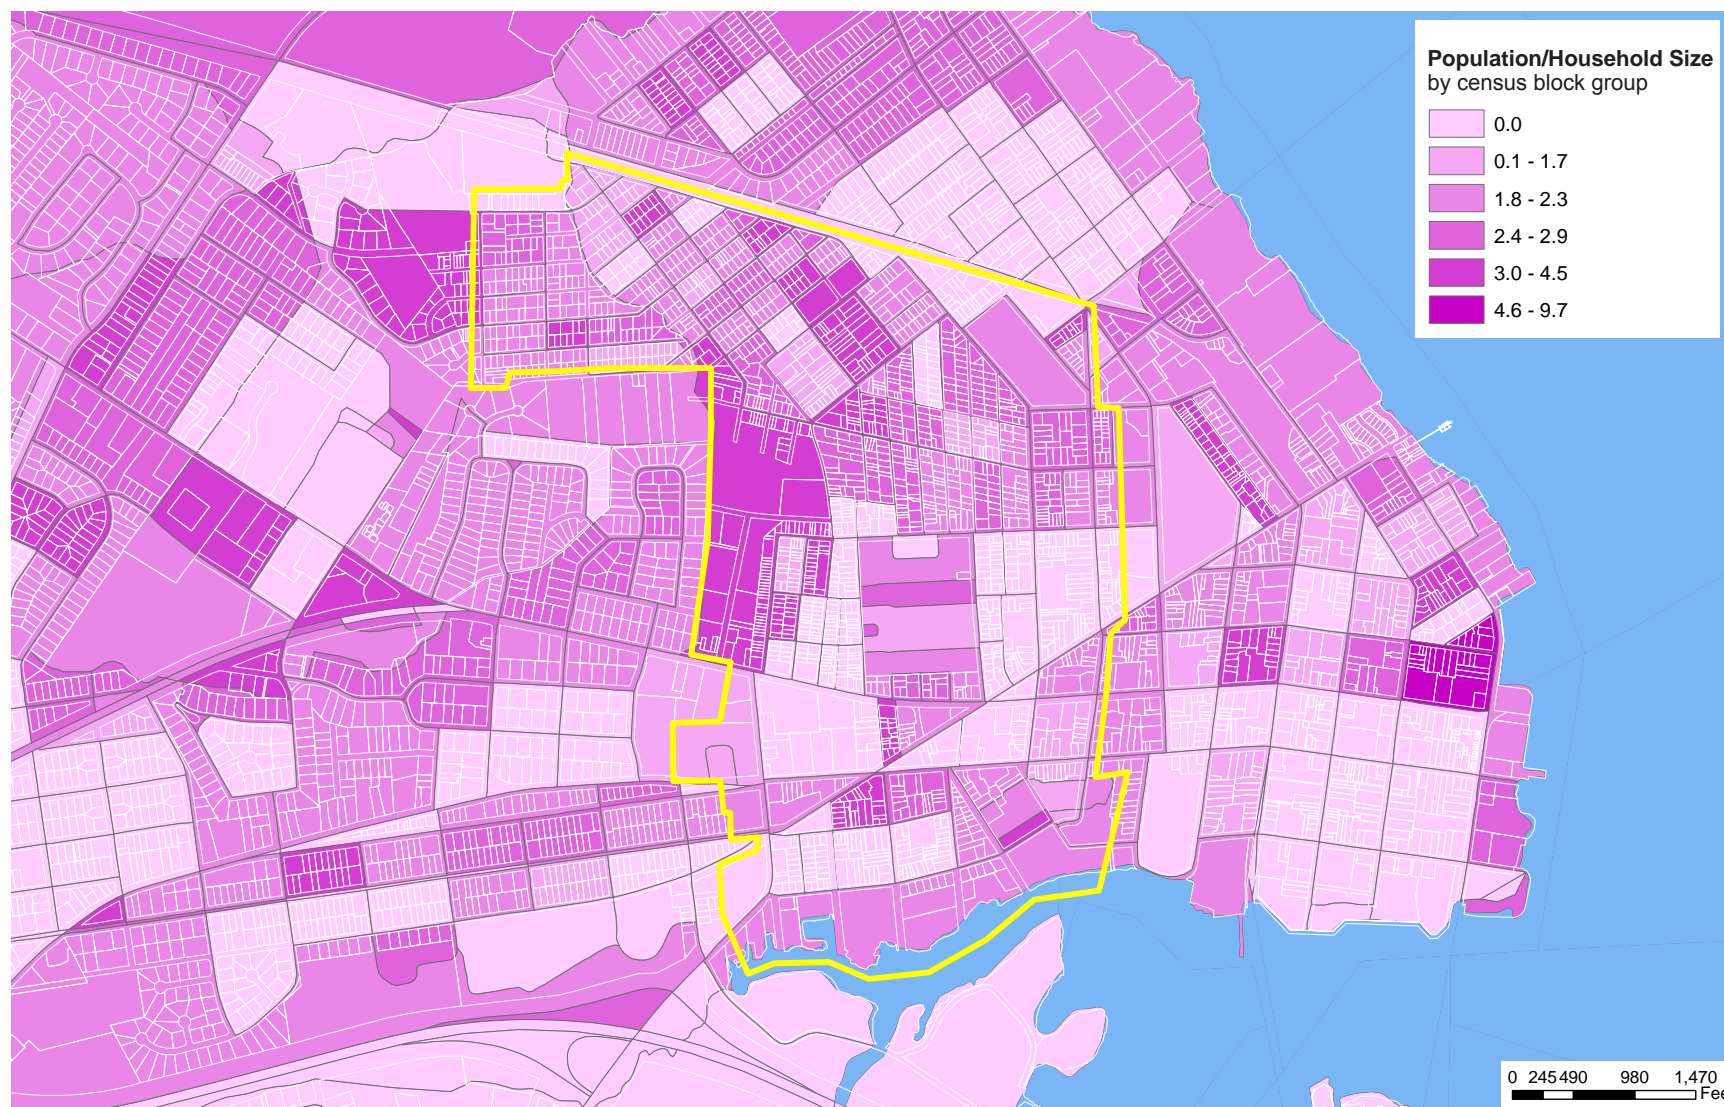 Population/Household Size
by census block group
0.0
0.1 - 1.7
1.8 - 2.3
2.4 - 2.9
3.0 - 4.5
4.6 - 9.7
0 245 490 980 1,470
Fee